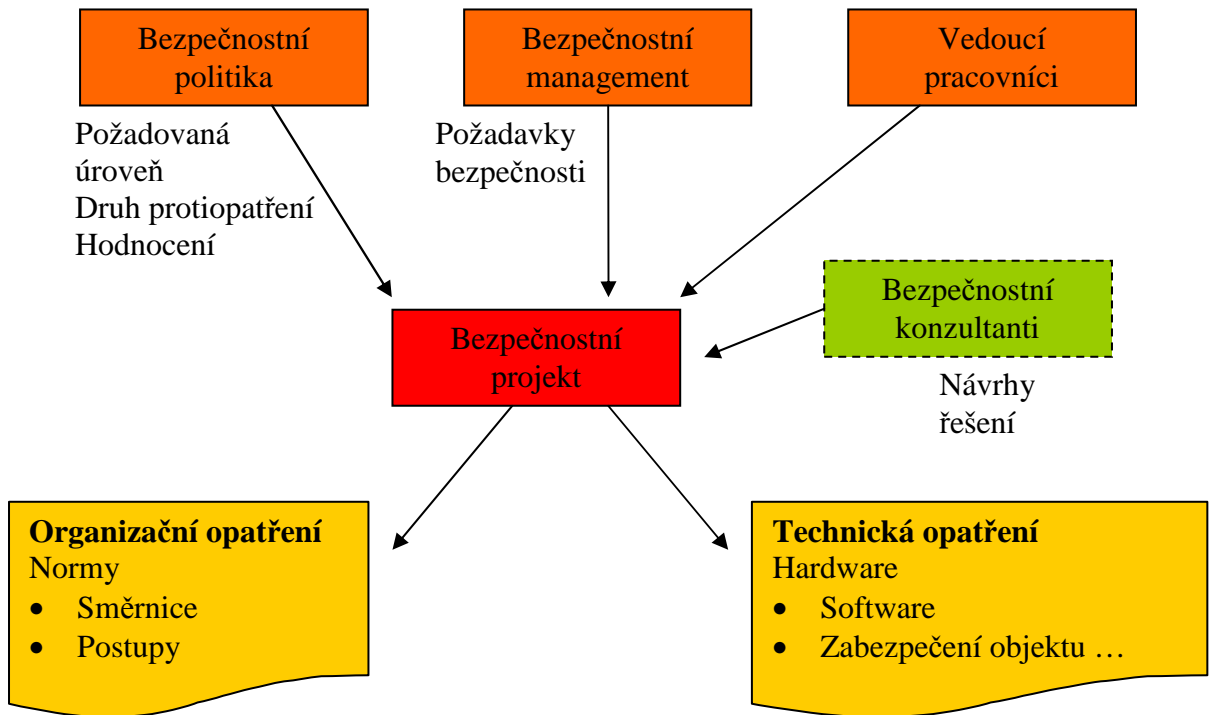 Bezpečnostní
politika
Bezpečnostní
management
Vedoucí
pracovníci
Požadovaná
úroveň
Druh protiopatření
Hodnocení
Požadavky
bezpečnosti
Bezpečnostní
konzultanti
Bezpečnostní
projekt
Návrhy
řešení
Organizační opatření
Normy
• Směrnice
• Postupy
Technická opatření
Hardware
• Software
• Zabezpečení objektu …